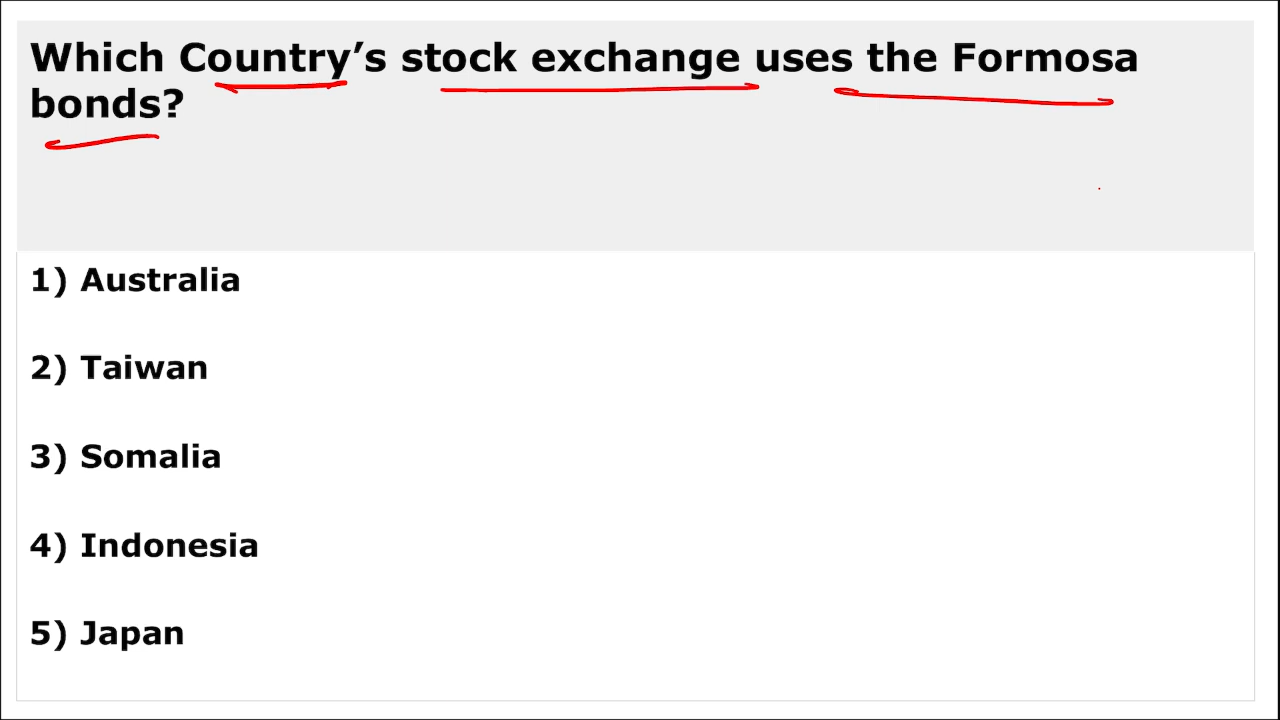 Which Country’s stock exchange uses the Formosa
bonds?
1) Australia
2) Taiwan
3) Somalia
4) Indonesia
5) Japan